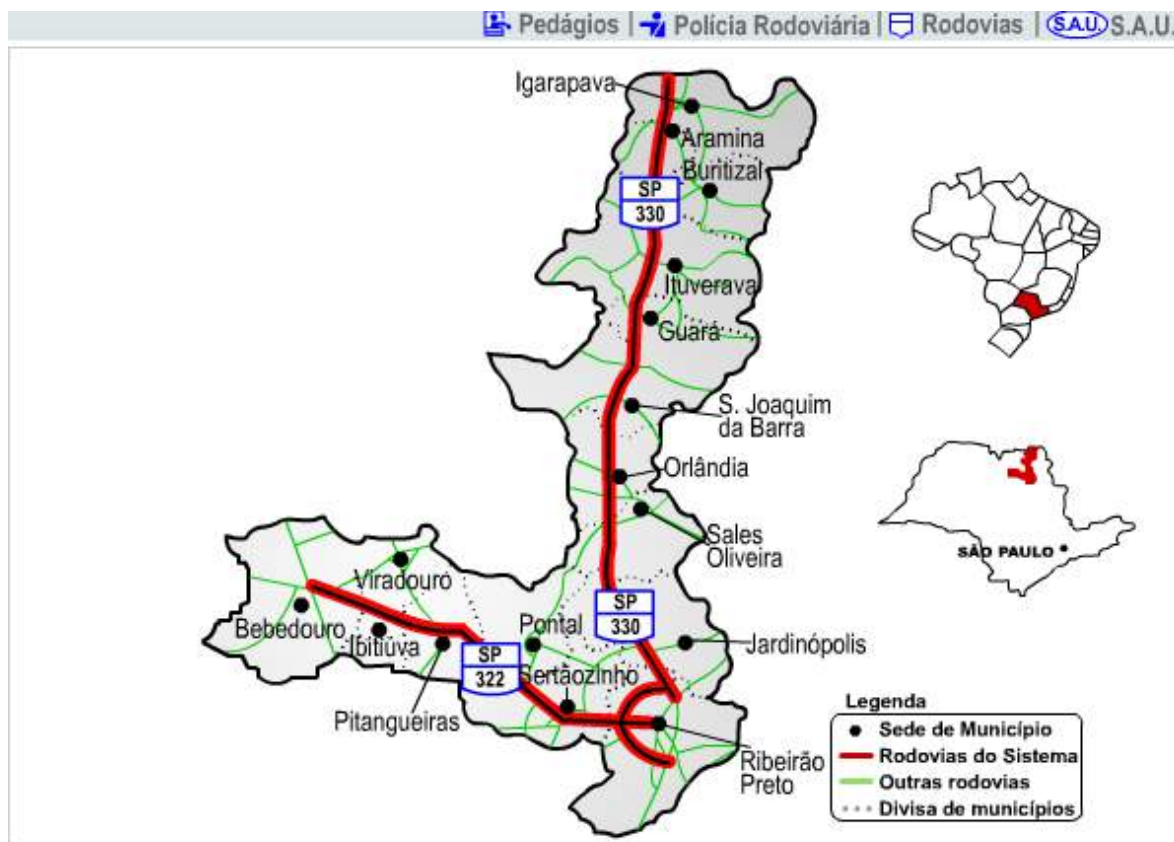 Pedágios | Polícia Rodoviária | Rodovias | S.A.U. S.A.U.
Igarapava
Aramina
Buritizal
SP
330
Ituverava
Guará
S. Joaquim
da Barra
Orlândia
Sales
Oliveira
SÃO PAULO
Viradouro
Bebedouro
Ibitiúva
Pitangueiras
SP
322
Pontal
Sertãozinho
SP
330
Jardinópolis
Ribeirão
Preto
Legenda
Sede de Município
Rodovias do Sistema
Outras rodovias
Divisa de municípios